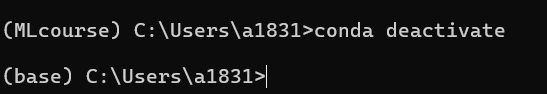 (MLcourse) C:\Users\a1831>conda deactivate
(base) C:\Users\a1831>